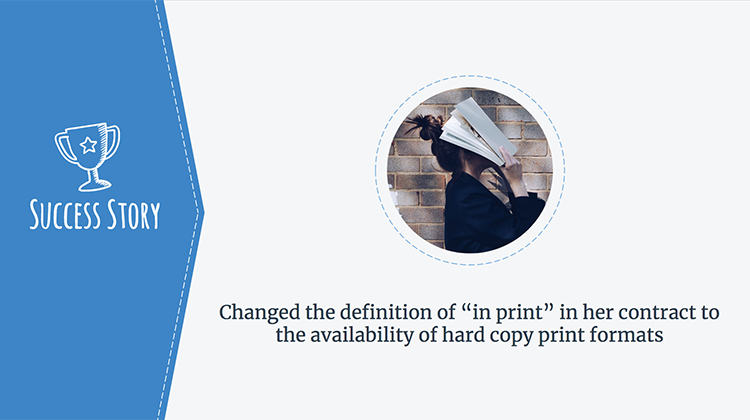 Success Story
Changed the definition of “in print” in her contract to
the availability of hard copy print formats